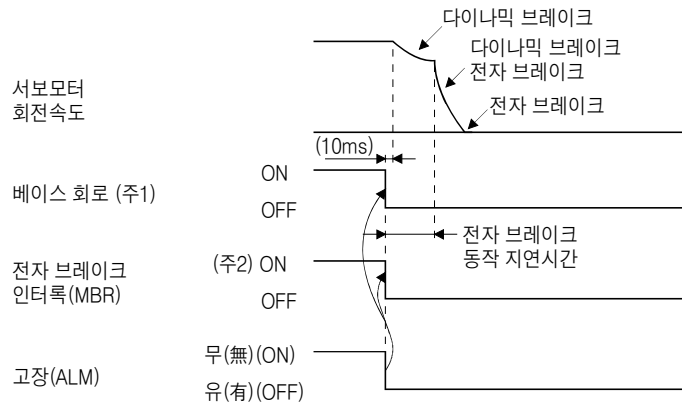 다이나믹 브레이크
다이나믹 브레이크
전자 브레이크
전자 브레이크
서보모터
회전속도
(10ms)
베이스 회로 (주1)
ON
OFF
전자 브레이크
동작 지연시간
전자 브레이크
인터록(MBR)
(주2) ON
OFF
고장(ALM)
무(無)(ON)
유(有)(OFF)